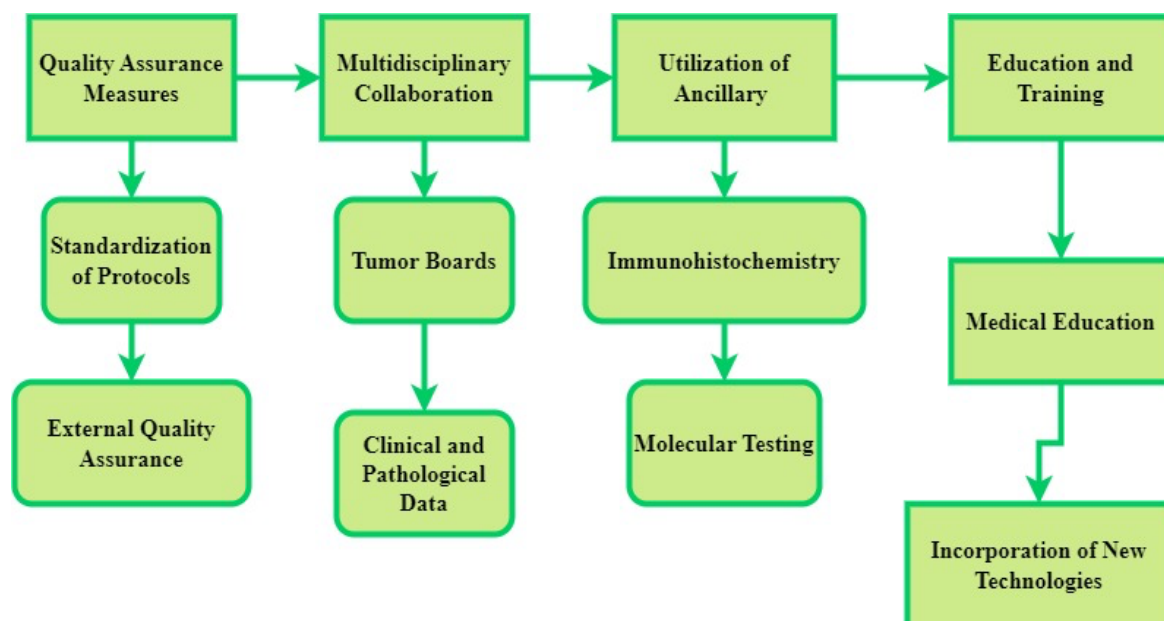 Quality Assurance
Measures
Multidisciplinary
Collaboration
Utilization of
Ancillary
Education and
Training
Standardization
of Protocols
Tumor Boards
Immunohistochemistry
Medical Education
External Quality
Assurance
Clinical and
Pathological
Data
Molecular Testing
Incorporation of New
Technologies